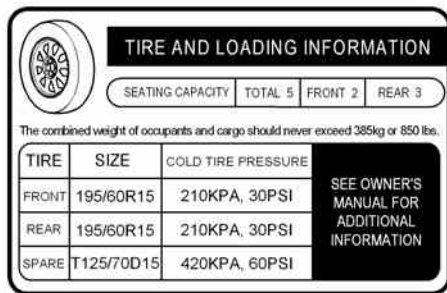 TIRE AND LOADING INFORMATION
SEATING CAPACITY TOTAL 5 FRONT 2 REAR 3
The combined weight of occupants and cargo should never exceed 385kg or 850 lbs.
TIRE SIZE COLD TIRE PRESSURE
FRONT 195/60R15 210KPA, 30PSI
REAR 195/60R15 210KPA, 30PSI
SPARE T125/70D15 420KPA, 60PSI
SEE OWNER'S
MANUAL FOR
ADDITIONAL
INFORMATION